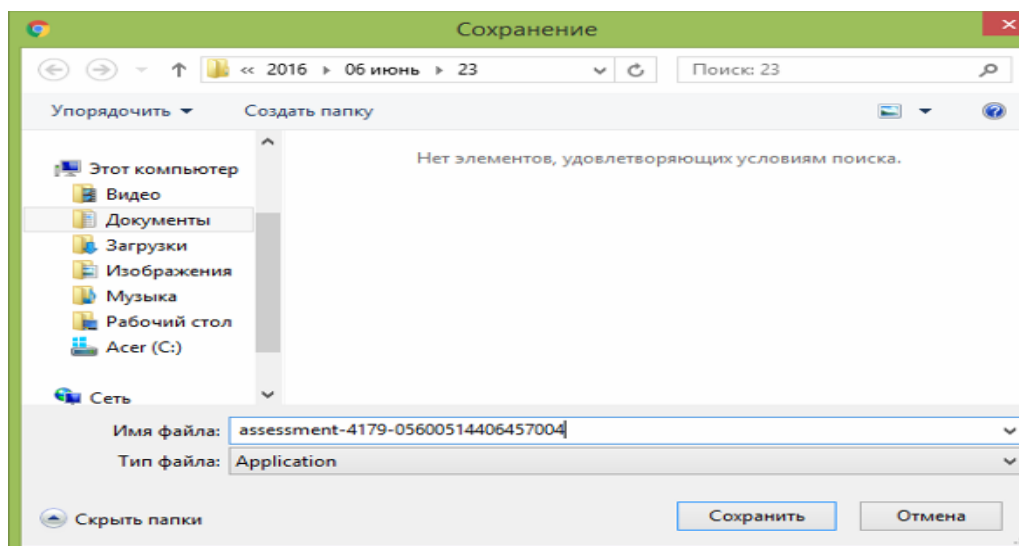 Сохранение
« 2016 ▸ 06 июнь ▸ 23
Поиск: 23
Упорядочить
Создать папку
Нет элементов, удовлетворяющих условиям поиска.
Этот компьютер
Видео
Документы
Загрузки
Изображения
Музыка
Рабочий стол
Acer (C:)
Сеть
Имя файла: assessment-4179-05600514406457004
Тип файла: Application
Скрыть папки
Сохранить
Отмена